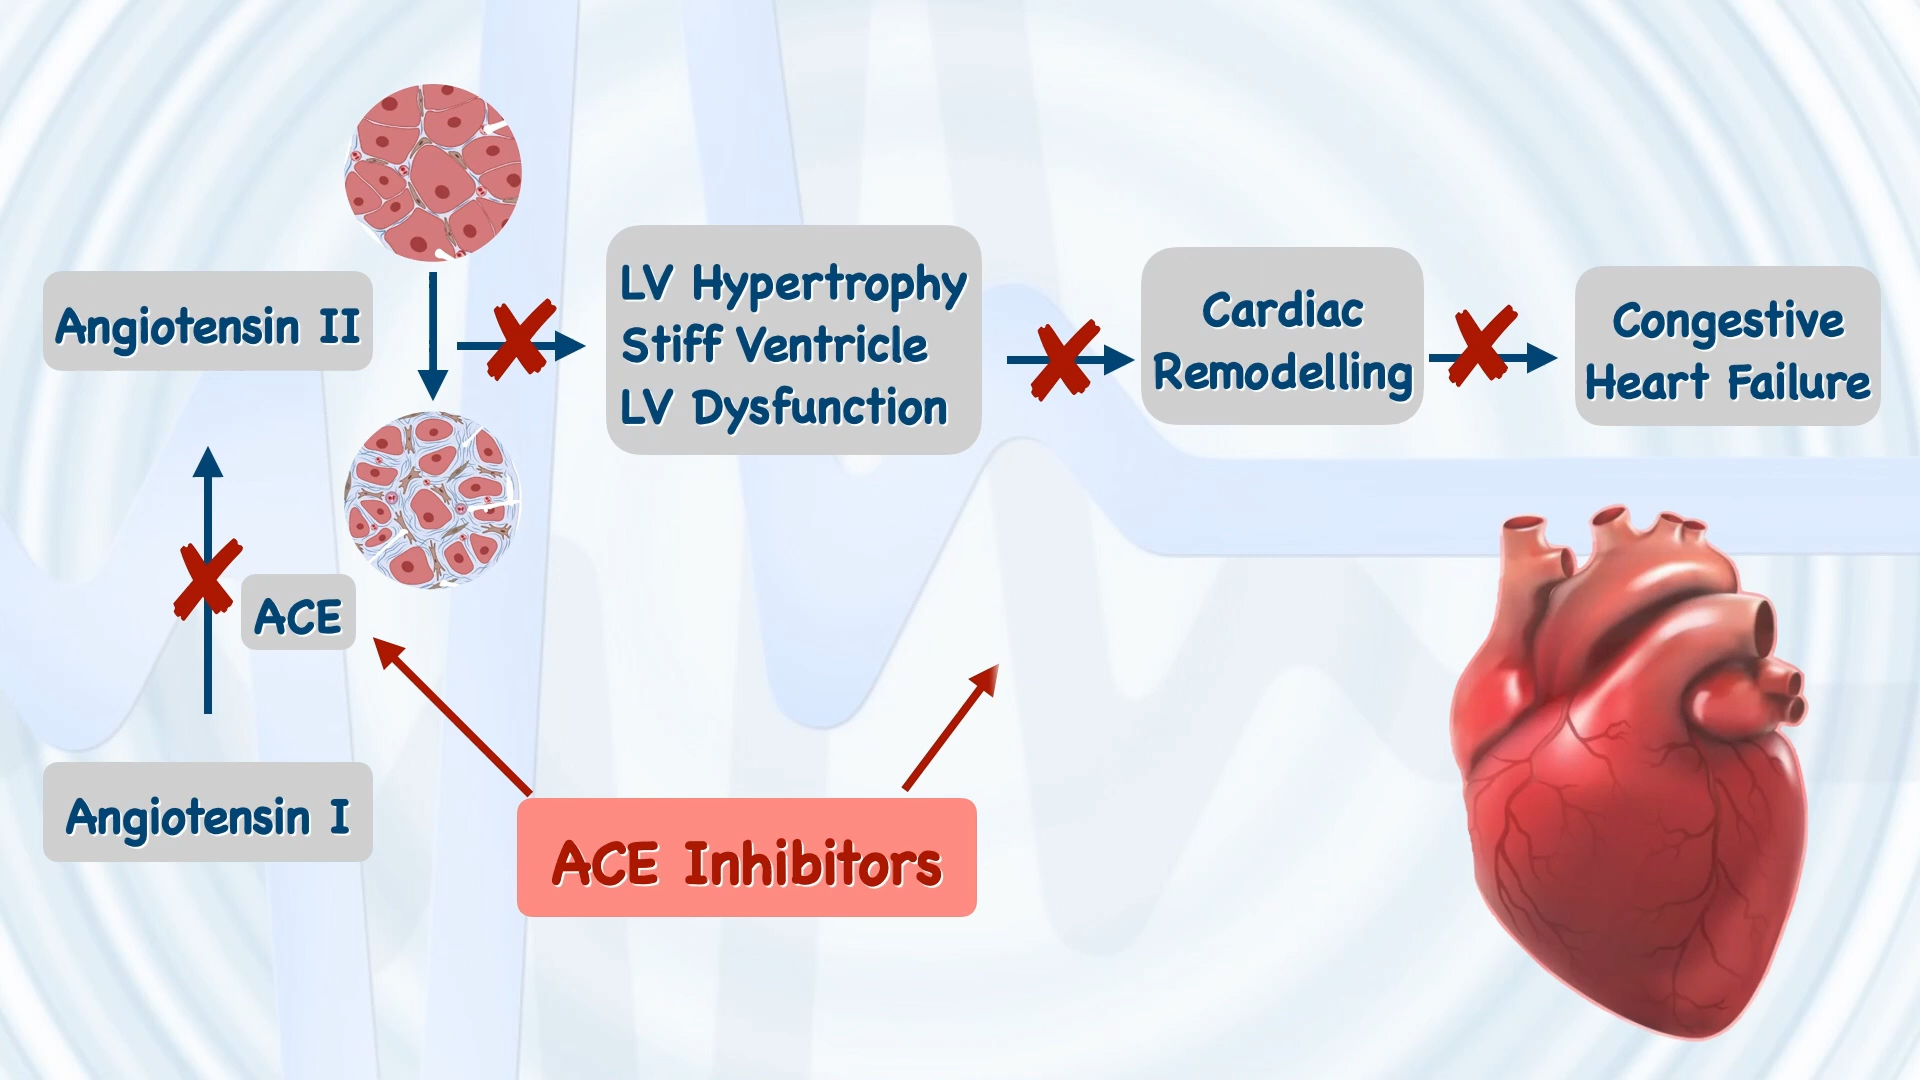 Angiotensin II
LV Hypertrophy
Stiff Ventricle
LV Dysfunction
Cardiac
Remodelling
Congestive
Heart Failure
ACE
Angiotensin I
ACE Inhibitors